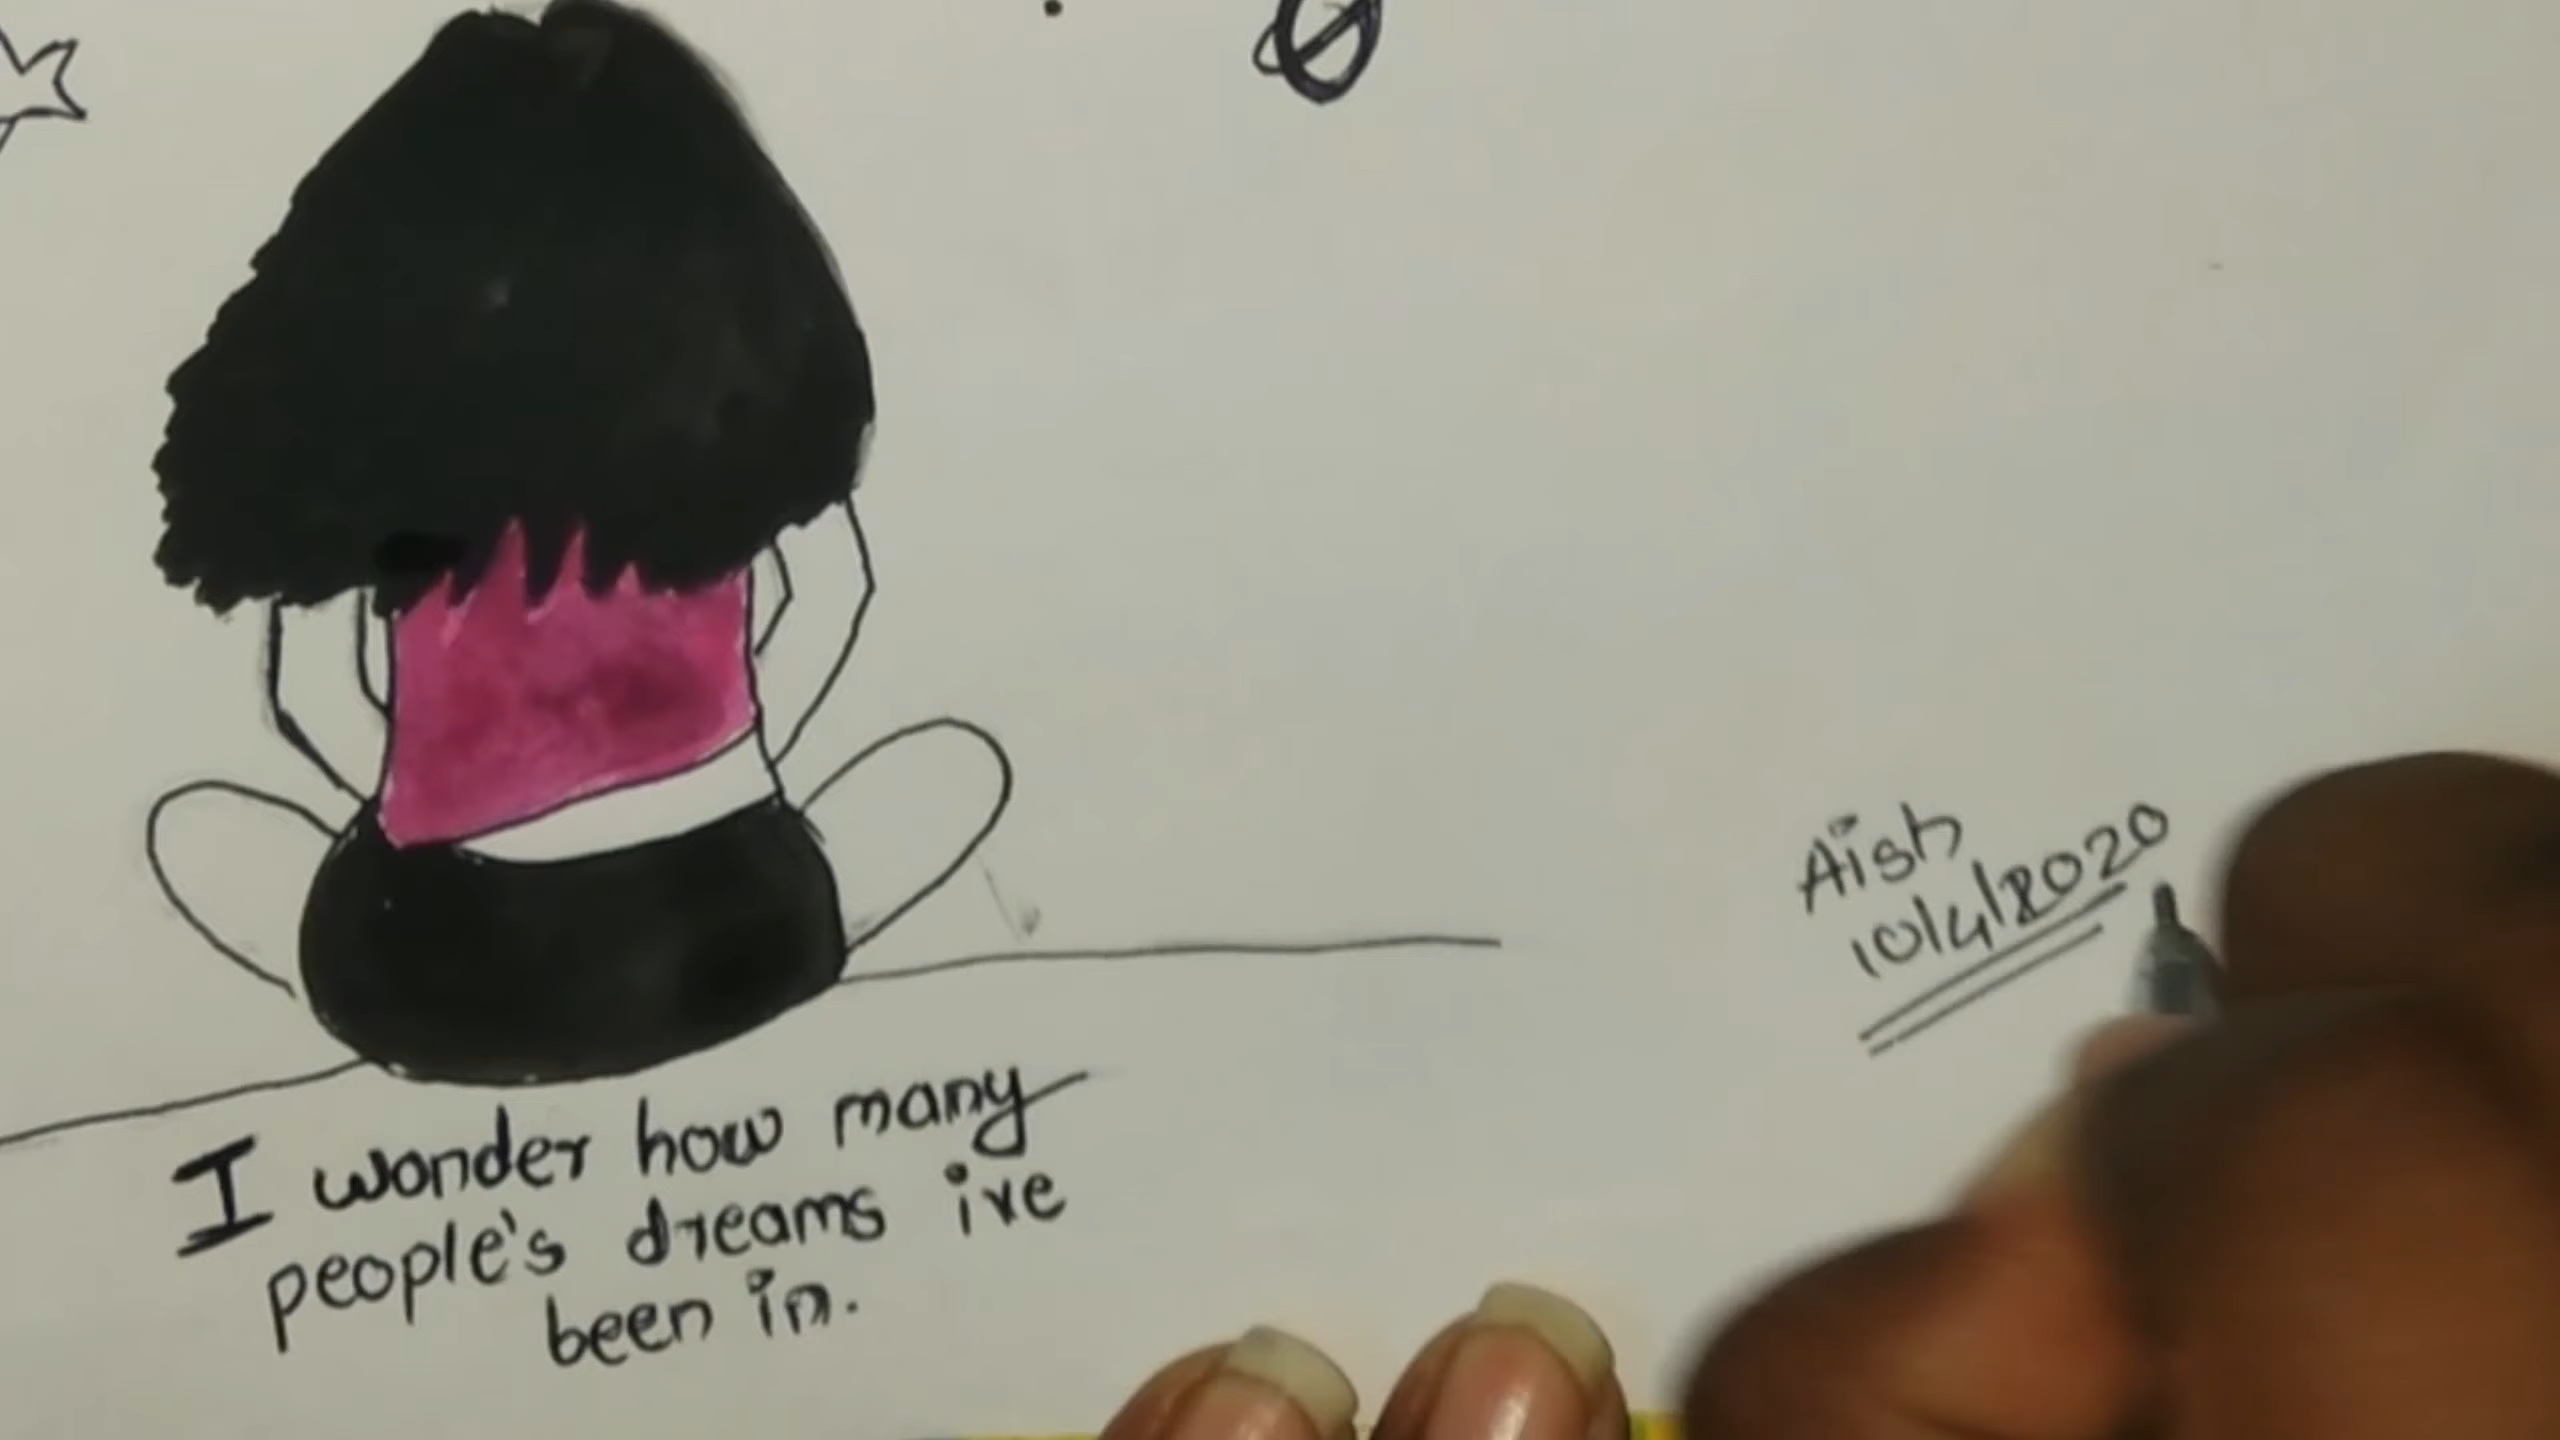 I wonder how many
people's dreams ive
been in.
Aish
10/4/2020